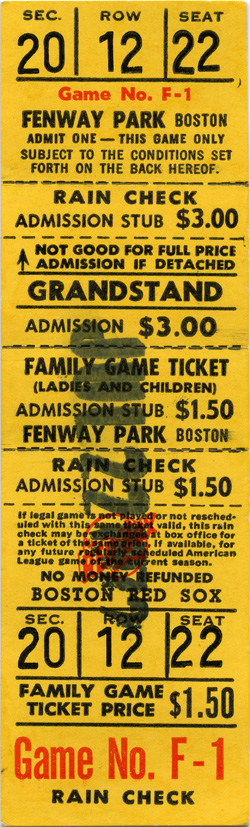 SEC. ROW SEAT
20 12 22
Game No. F-1
FENWAY PARK BOSTON
ADMIT ONE — THIS GAME ONLY
SUBJECT TO THE CONDITIONS SET
FORTH ON THE BACK HEREOF.
RAIN CHECK
ADMISSION STUB $3.00
NOT GOOD FOR FULL PRICE
ADMISSION IF DETACHED
GRANDSTAND
ADMISSION $3.00
FAMILY GAME TICKET
(LADIES AND CHILDREN)
ADMISSION STUB $1.50
FENWAY PARK BOSTON
RAIN CHECK
ADMISSION STUB $1.50
If legal game is not played or not resched-
uled with this same ticket valid, this rain
check may be exchanged at box office for
a ticket of the same price, if available, for
any future regularly scheduled American
League game of the current season.
NO MONEY REFUNDED
BOSTON RED SOX
SEC. ROW SEAT
20 12 22
FAMILY GAME
TICKET PRICE $1.50
Game No. F-1
RAIN CHECK